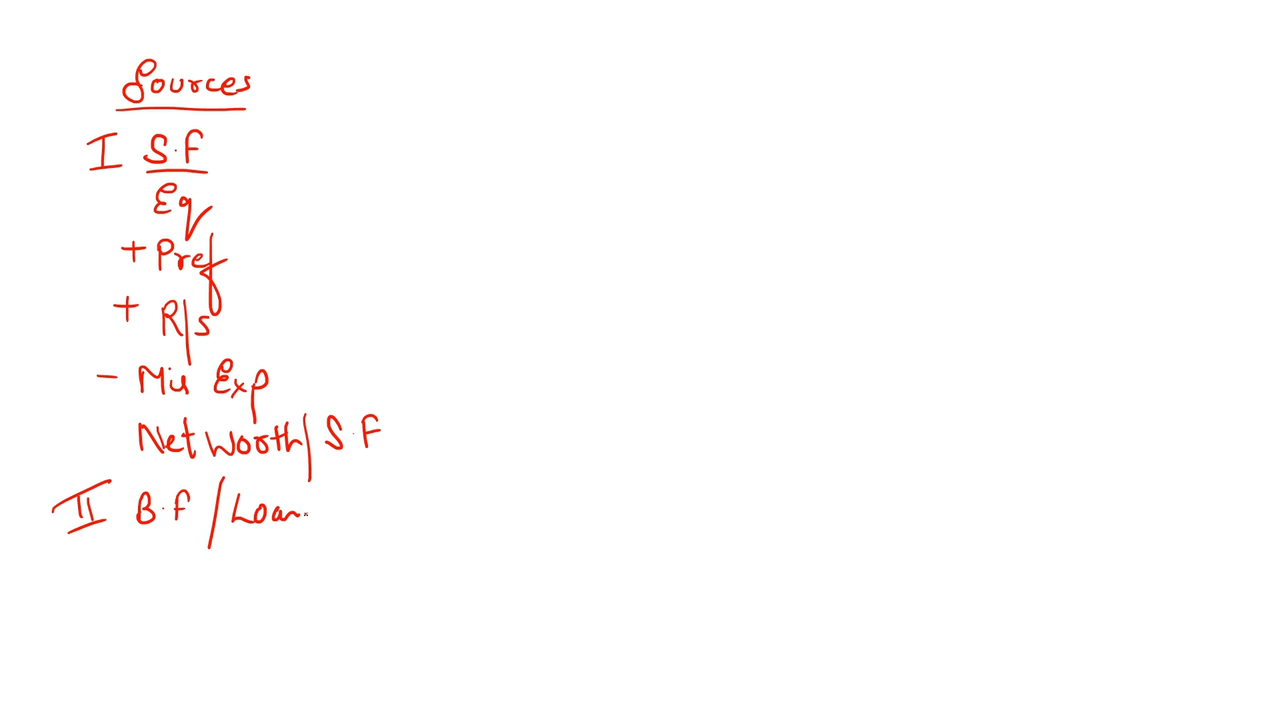 Sources
I S.F
Eq
+ Pref
+ R/s
- Mis Exp
Net Worth/ S.F
II B.F / Loan